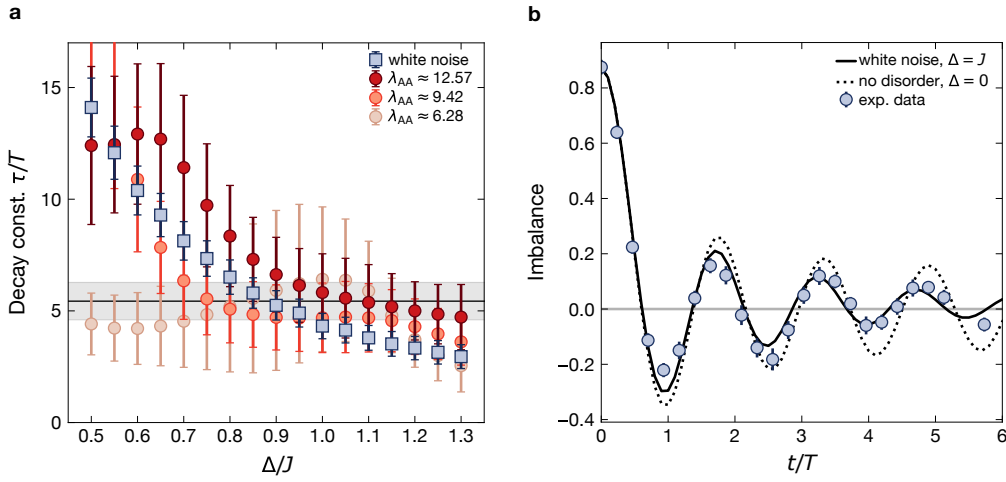 a
Decay const. τ/T
15
10
5
0
0.5 0.6 0.7 0.8 0.9 1.0 1.1 1.2 1.3
Δ/J
white noise
λAA ≈ 12.57
λAA ≈ 9.42
λAA ≈ 6.28
b
Imbalance
0.8
0.6
0.4
0.2
0.0
−0.2
−0.4
0 1 2 3 4 5 6
t/T
white noise, Δ = J
no disorder, Δ = 0
exp. data